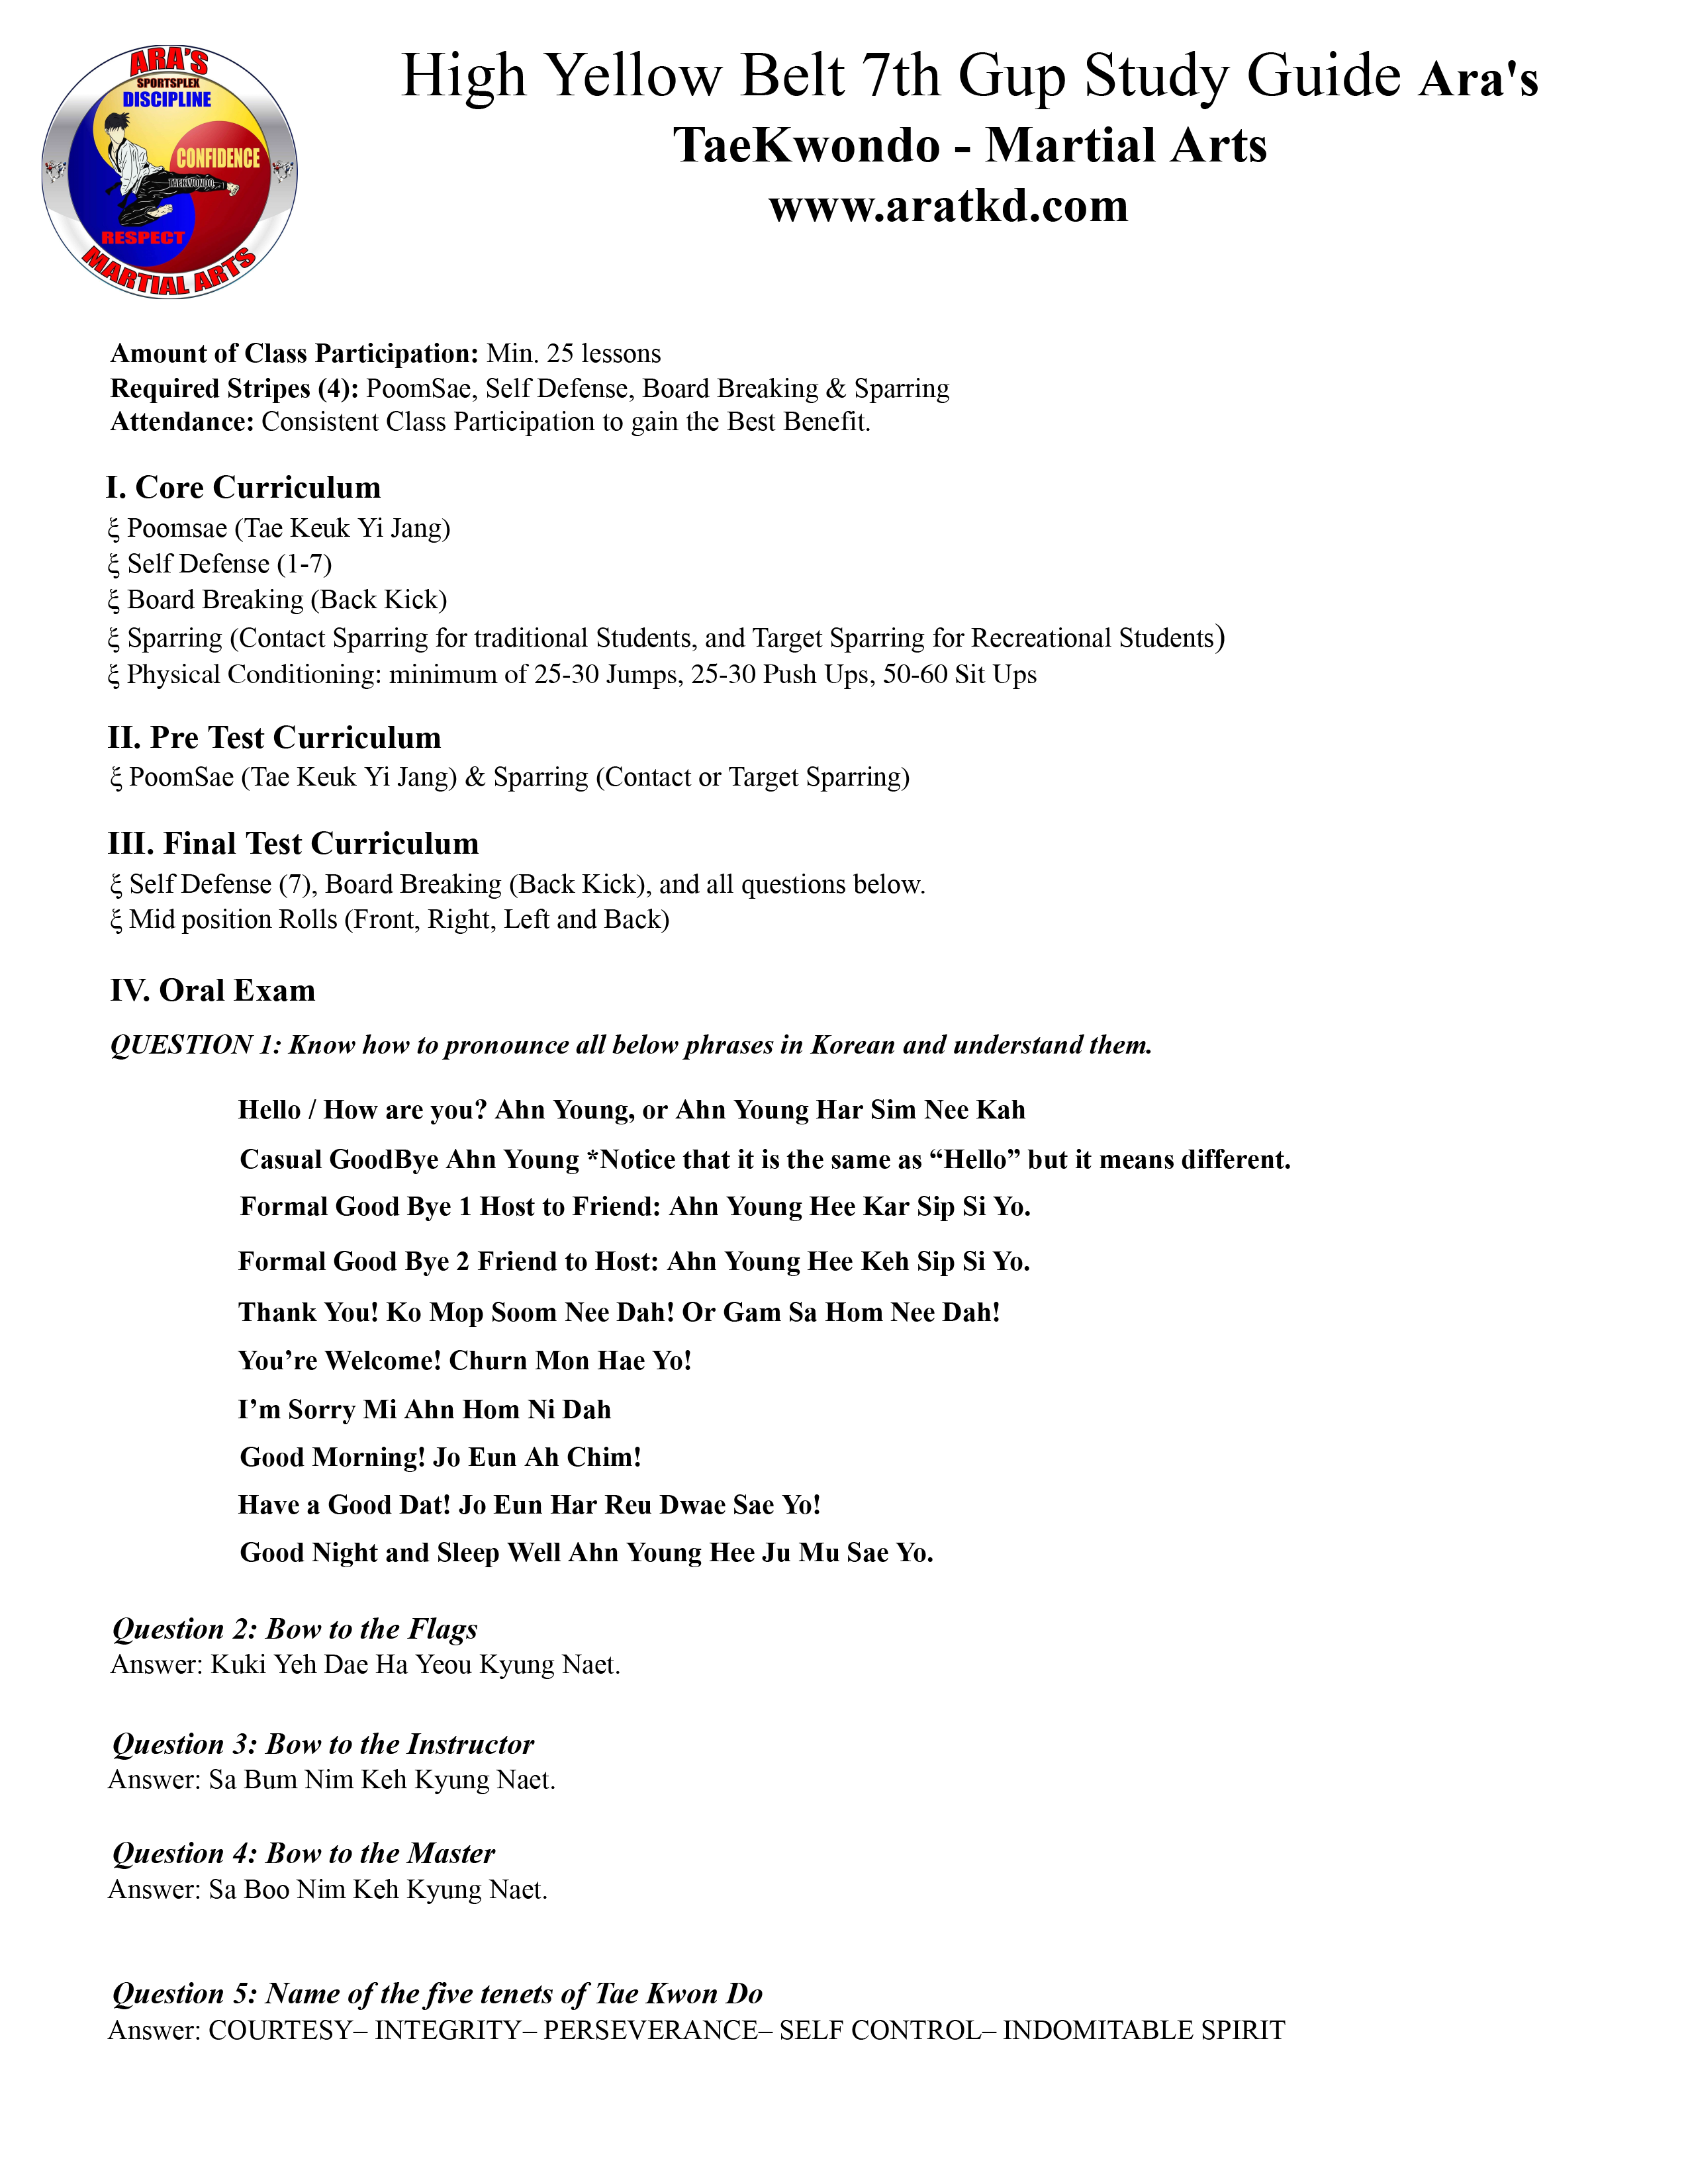 ARA'S
SPORTSPLEX
DISCIPLINE
CONFIDENCE
TAEKWONDO
RESPECT
MARTIAL ARTS
High Yellow Belt 7th Gup Study Guide Ara's
TaeKwondo - Martial Arts
www.aratkd.com
Amount of Class Participation: Min. 25 lessons
Required Stripes (4): PoomSae, Self Defense, Board Breaking & Sparring
Attendance: Consistent Class Participation to gain the Best Benefit.
I. Core Curriculum
ξ Poomsae (Tae Keuk Yi Jang)
ξ Self Defense (1-7)
ξ Board Breaking (Back Kick)
ξ Sparring (Contact Sparring for traditional Students, and Target Sparring for Recreational Students)
ξ Physical Conditioning: minimum of 25-30 Jumps, 25-30 Push Ups, 50-60 Sit Ups
II. Pre Test Curriculum
ξ PoomSae (Tae Keuk Yi Jang) & Sparring (Contact or Target Sparring)
III. Final Test Curriculum
ξ Self Defense (7), Board Breaking (Back Kick), and all questions below.
ξ Mid position Rolls (Front, Right, Left and Back)
IV. Oral Exam
QUESTION 1: Know how to pronounce all below phrases in Korean and understand them.
Hello / How are you? Ahn Young, or Ahn Young Har Sim Nee Kah
Casual GoodBye Ahn Young *Notice that it is the same as “Hello” but it means different.
Formal Good Bye 1 Host to Friend: Ahn Young Hee Kar Sip Si Yo.
Formal Good Bye 2 Friend to Host: Ahn Young Hee Keh Sip Si Yo.
Thank You! Ko Mop Soom Nee Dah! Or Gam Sa Hom Nee Dah!
You’re Welcome! Churn Mon Hae Yo!
I’m Sorry Mi Ahn Hom Ni Dah
Good Morning! Jo Eun Ah Chim!
Have a Good Dat! Jo Eun Har Reu Dwae Sae Yo!
Good Night and Sleep Well Ahn Young Hee Ju Mu Sae Yo.
Question 2: Bow to the Flags
Answer: Kuki Yeh Dae Ha Yeou Kyung Naet.
Question 3: Bow to the Instructor
Answer: Sa Bum Nim Keh Kyung Naet.
Question 4: Bow to the Master
Answer: Sa Boo Nim Keh Kyung Naet.
Question 5: Name of the five tenets of Tae Kwon Do
Answer: COURTESY– INTEGRITY– PERSEVERANCE– SELF CONTROL– INDOMITABLE SPIRIT